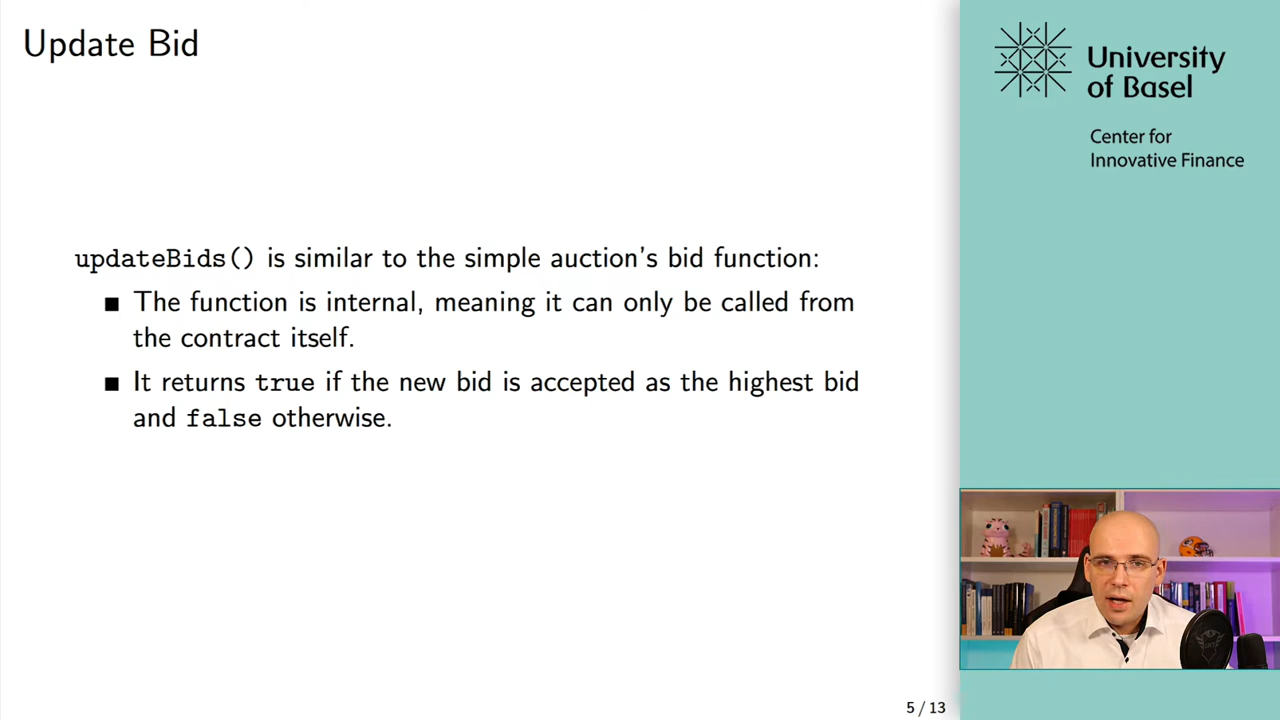 Update Bid
updateBids() is similar to the simple auction's bid function:
■ The function is internal, meaning it can only be called from
the contract itself.
■ It returns true if the new bid is accepted as the highest bid
and false otherwise.
5 / 13
University
of Basel
Center for
Innovative Finance